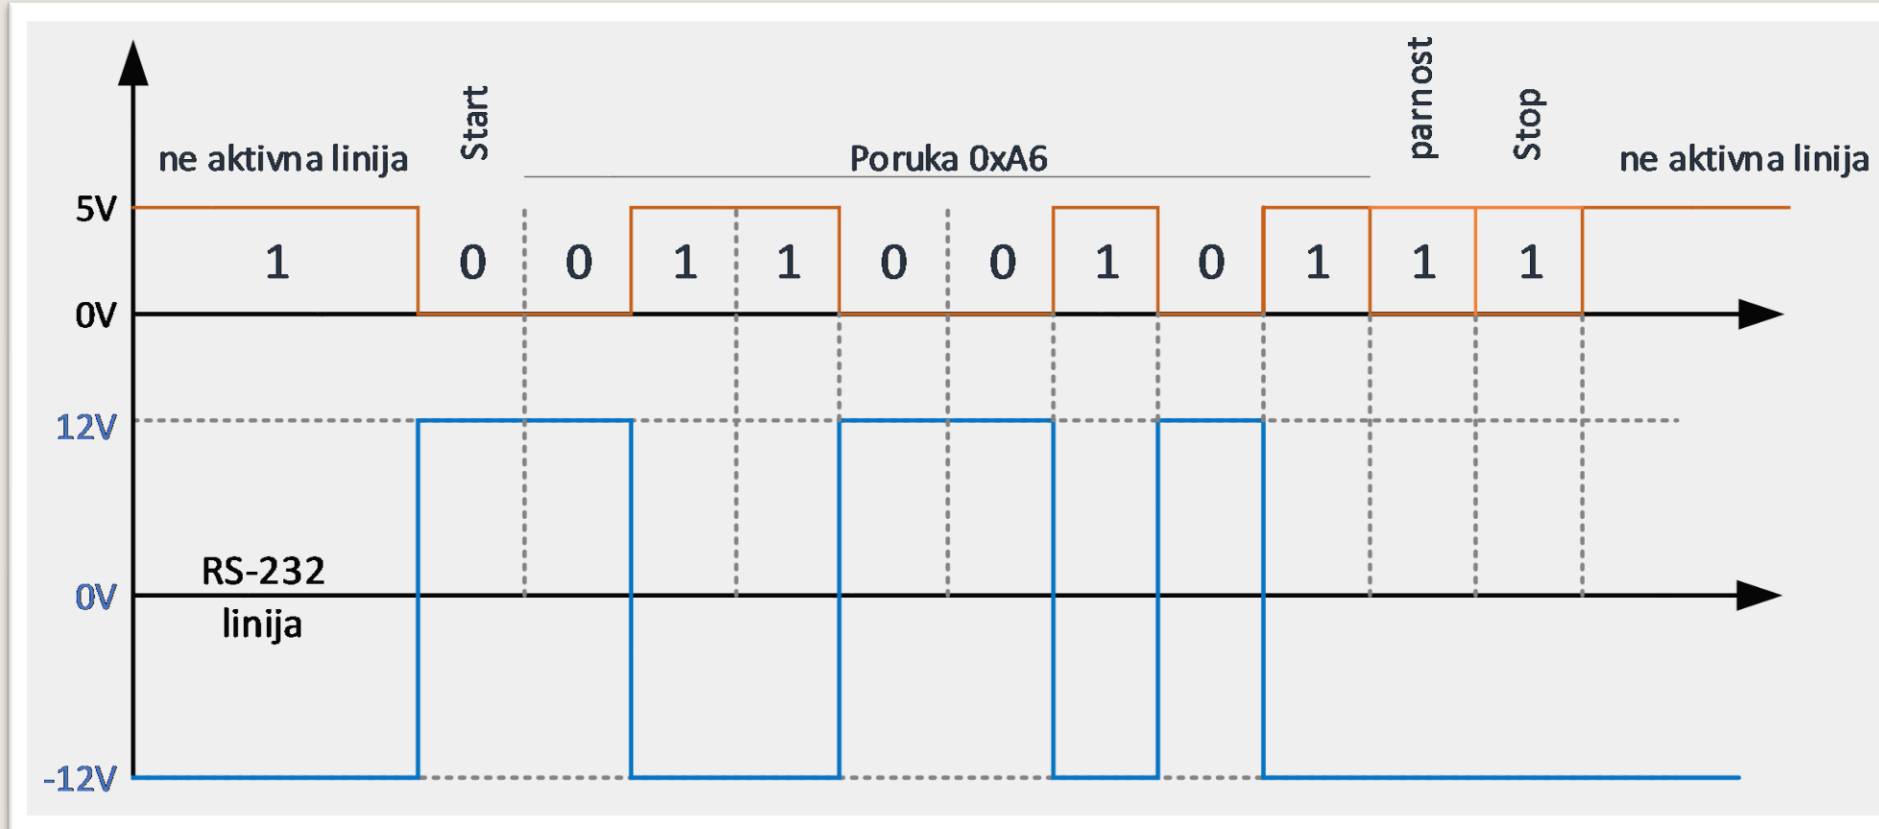 Start
parnost
Stop
ne aktivna linija
Poruka 0xA6
ne aktivna linija
5V
1 0 0 1 1 0 0 1 0 1 1 1
0V
12V
RS-232
0V
linija
-12V